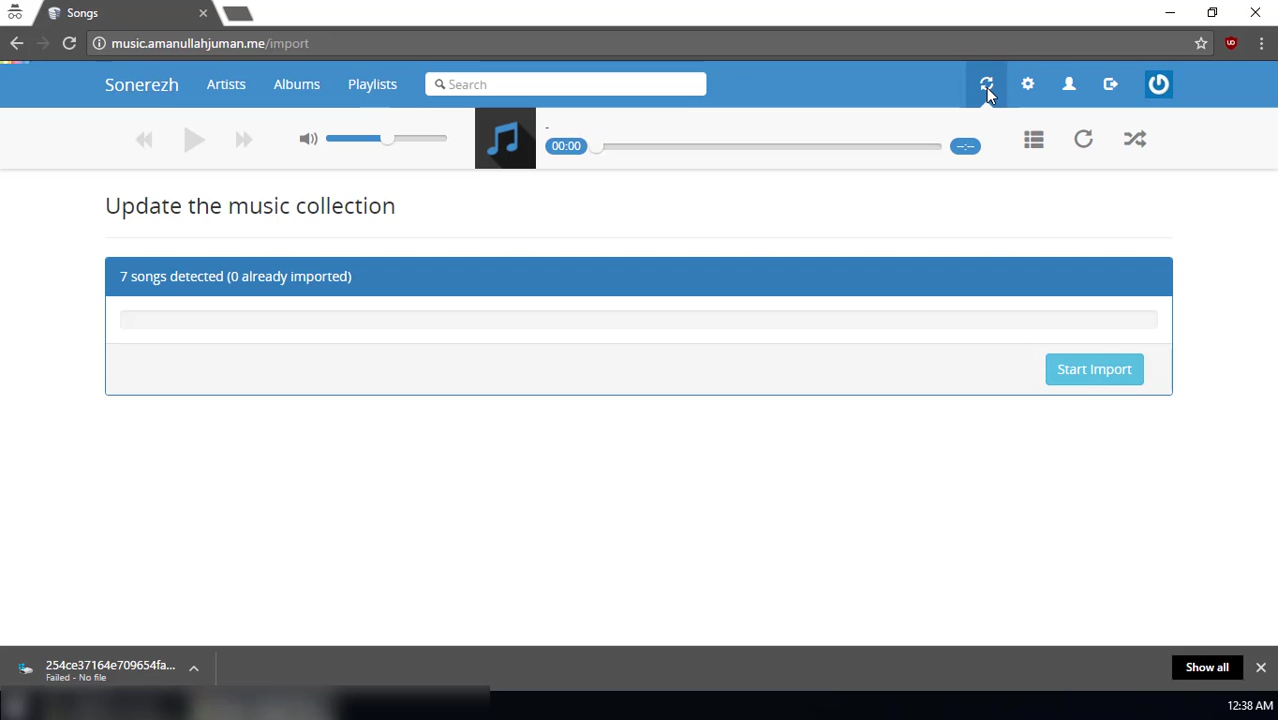 Songs
music.amanullahjuman.me/import
Sonerezh Artists Albums Playlists Search
-
00:00 --:--
Update the music collection
7 songs detected (0 already imported)
Start Import
254ce37164e709654fa...
Failed - No file
Show all
12:38 AM